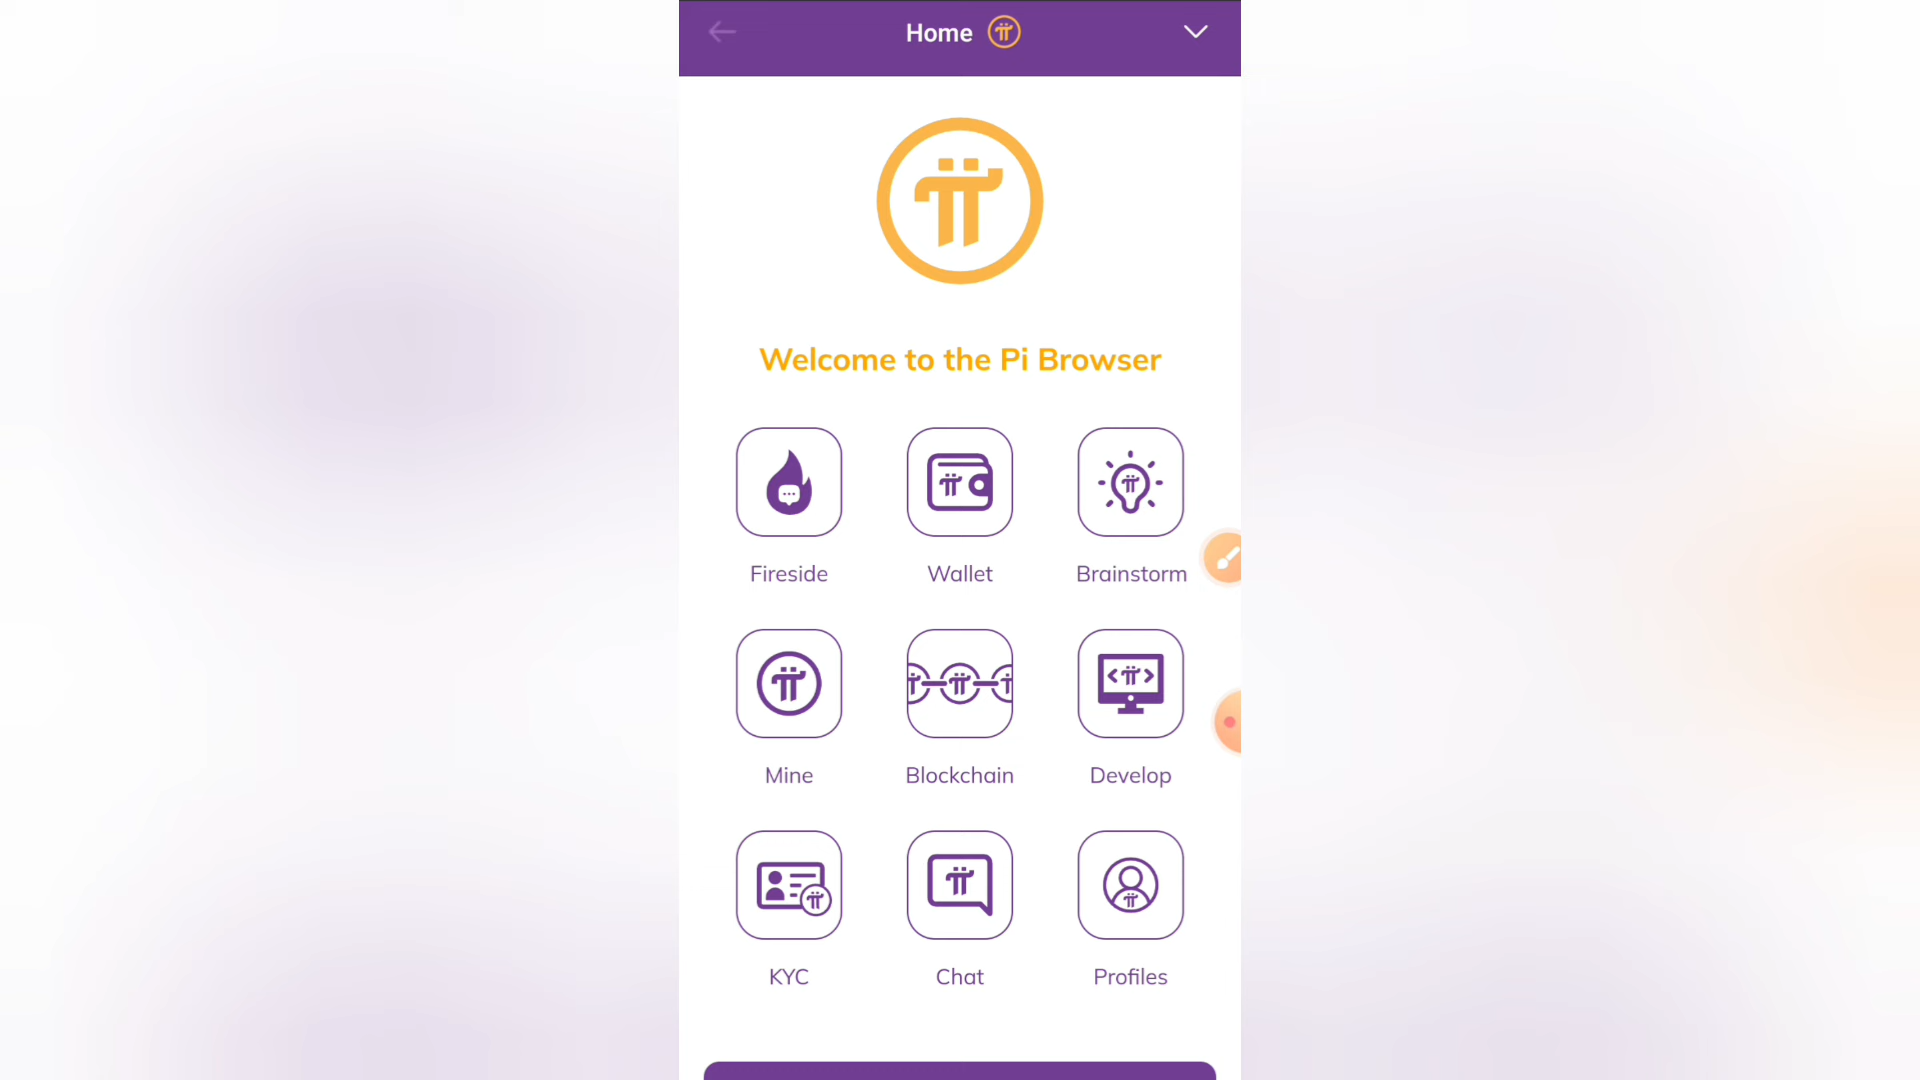 Home
Welcome to the Pi Browser
Fireside
Wallet
Brainstorm
Mine
Blockchain
Develop
KYC
Chat
Profiles